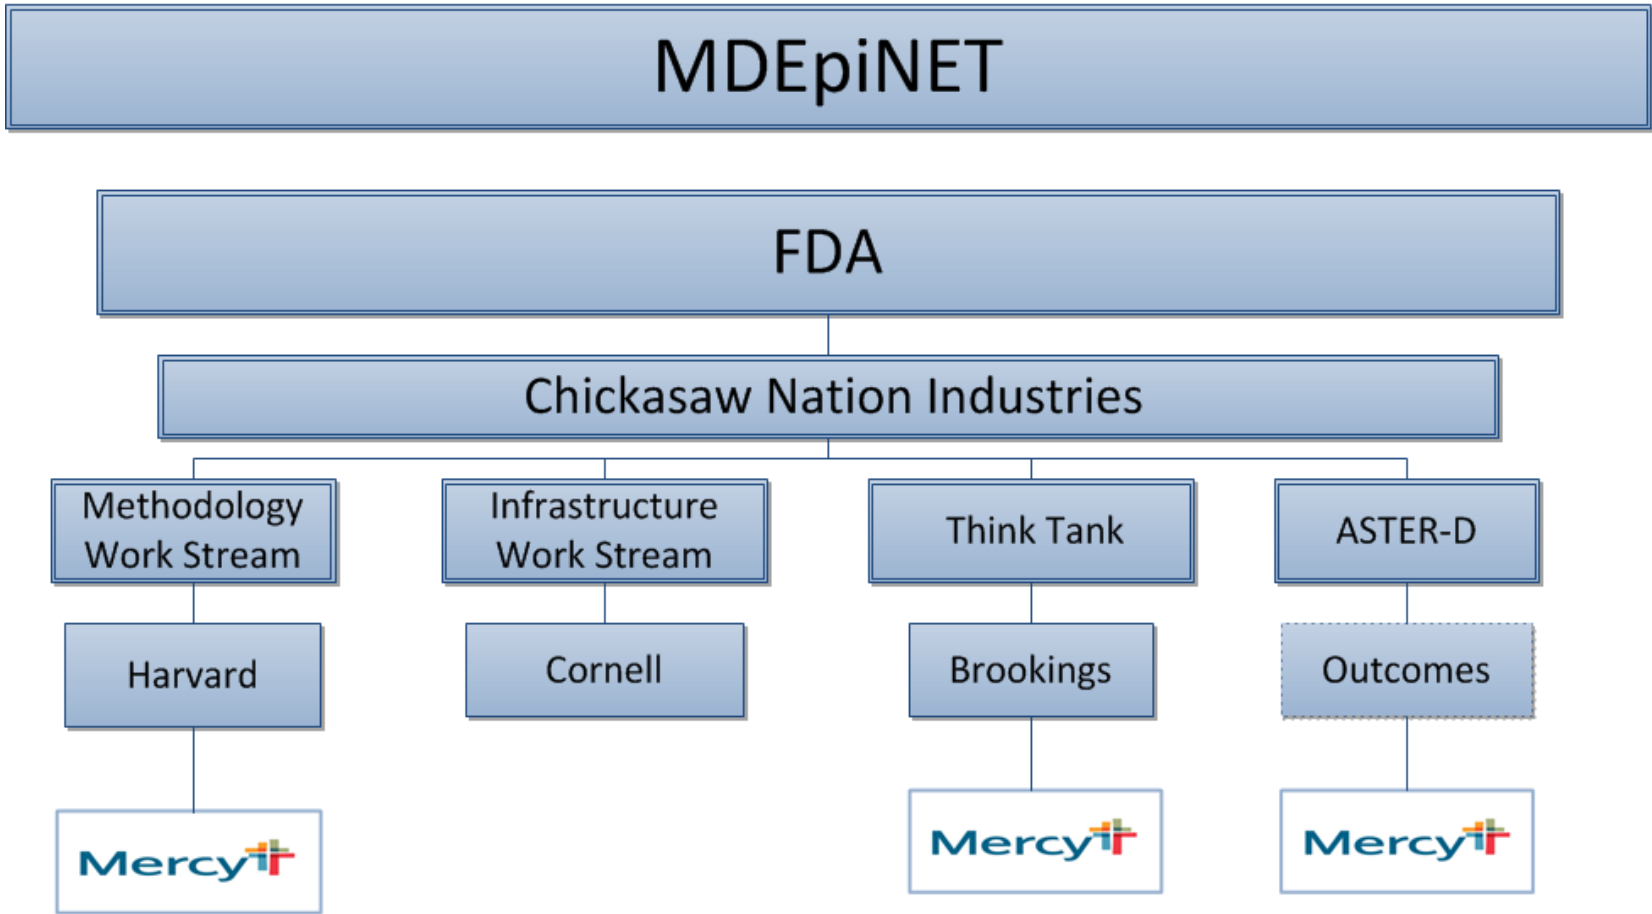 MDEpiNET
FDA
Chickasaw Nation Industries
Methodology
Work Stream
Infrastructure
Work Stream
Think Tank
ASTER-D
Harvard
Cornell
Brookings
Outcomes
Mercy
Mercy
Mercy